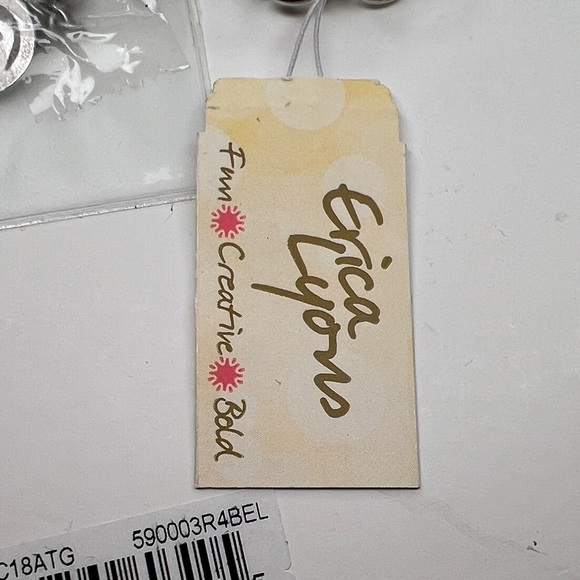 Erica
Lyons
Fun Creative Bold
590003R4BEL
C18ATG